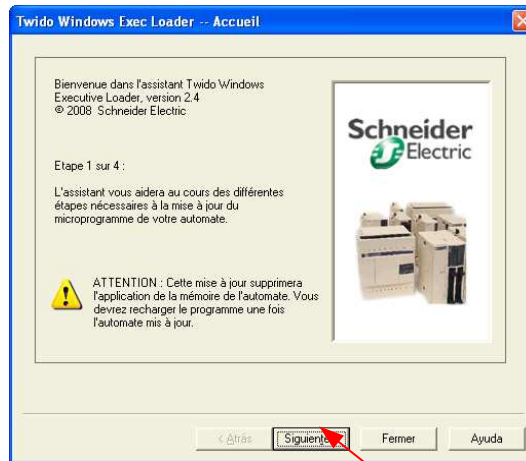 Twido Windows Exec Loader -- Accueil
Bienvenue dans l'assistant Twido Windows
Executive Loader, version 2.4
© 2008 Schneider Electric
Schneider
Electric
Etape 1 sur 4 :
L'assistant vous aidera au cours des différentes
étapes nécessaires à la mise à jour du
microprogramme de votre automate.
ATTENTION : Cette mise à jour supprimera
l'application de la mémoire de l'automate. Vous
devrez recharger le programme une fois
l'automate mis à jour.
< Atrás Siguiente Fermer Ayuda